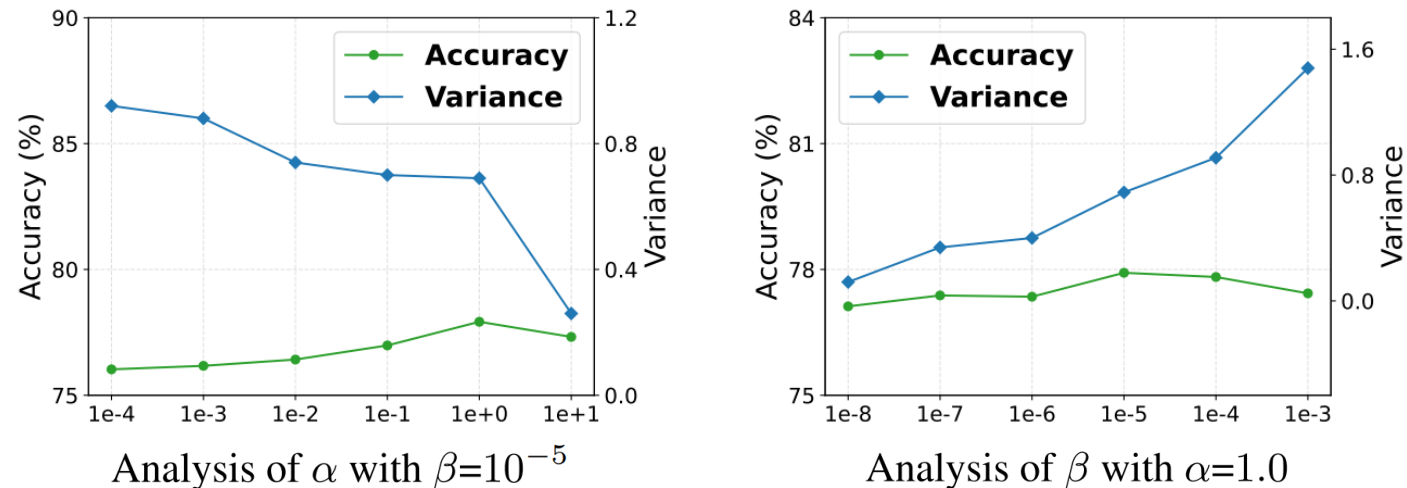 90
85
80
75
Accuracy (%)
1.2
0.8
0.4
0.0
Variance
Accuracy
Variance
1e-4 1e-3 1e-2 1e-1 1e+0 1e+1
Analysis of α with β=10⁻⁵
84
81
78
75
Accuracy (%)
1.6
0.8
0.0
Variance
Accuracy
Variance
1e-8 1e-7 1e-6 1e-5 1e-4 1e-3
Analysis of β with α=1.0